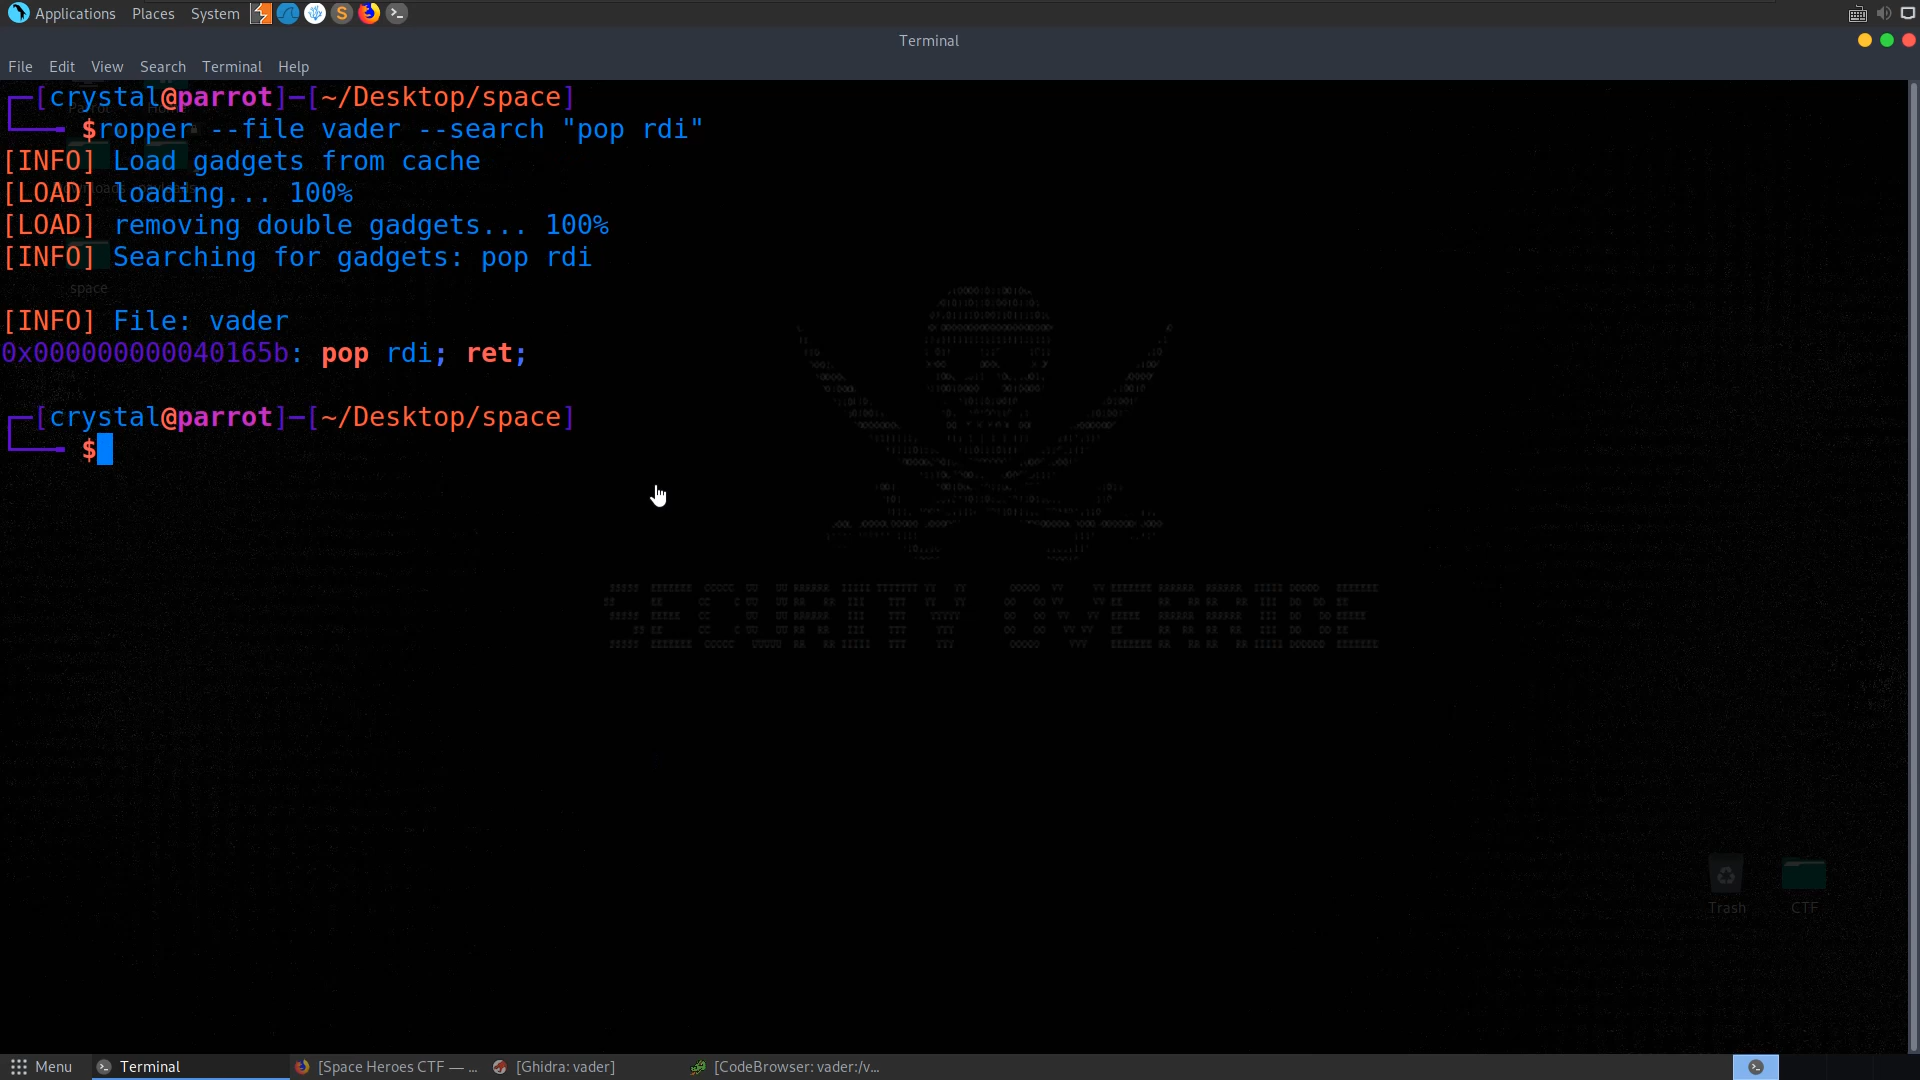 Applications Places System
Terminal
File Edit View Search Terminal Help
[crystal@parrot]─[~/Desktop/space]
$ropper --file vader --search "pop rdi"
[INFO] Load gadgets from cache
[LOAD] loading... 100%
[LOAD] removing double gadgets... 100%
[INFO] Searching for gadgets: pop rdi
space
[INFO] File: vader
0x000000000040165b: pop rdi; ret;
[crystal@parrot]─[~/Desktop/space]
$
SECURITY OVERRIDE
Trash CTF
Menu Terminal [Space Heroes CTF — ... [Ghidra: vader] [CodeBrowser: vader:/v...